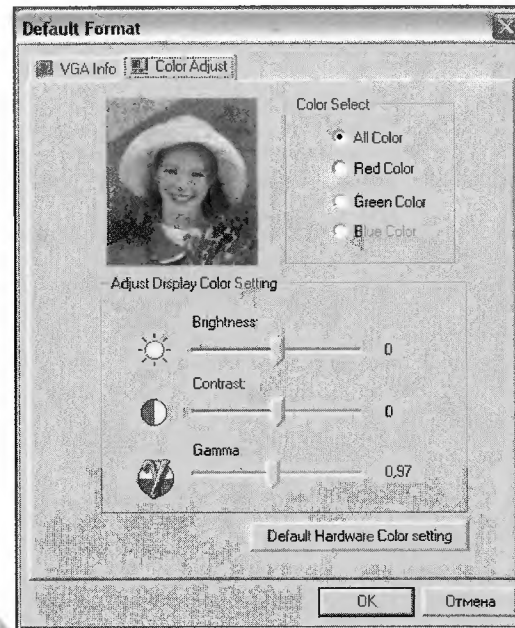 Default Format
VGA Info
Color Adjust
Color Select
All Color
Red Color
Green Color
Blue Color
Adjust Display Color Setting
Brightness:
0
Contrast:
0
Gamma
0,97
Default Hardware Color setting
OK
Отмена